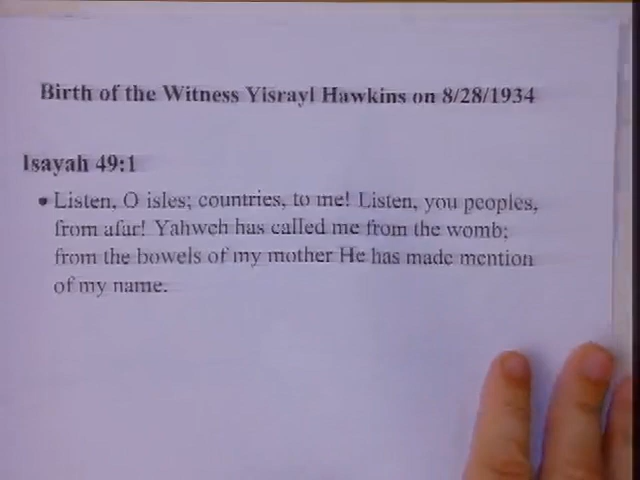 Birth of the Witness Yisrayl Hawkins on 8/28/1934
Isayah 49:1
• Listen, O isles; countries, to me! Listen, you peoples,
from afar! Yahweh has called me from the womb;
from the bowels of my mother He has made mention
of my name.